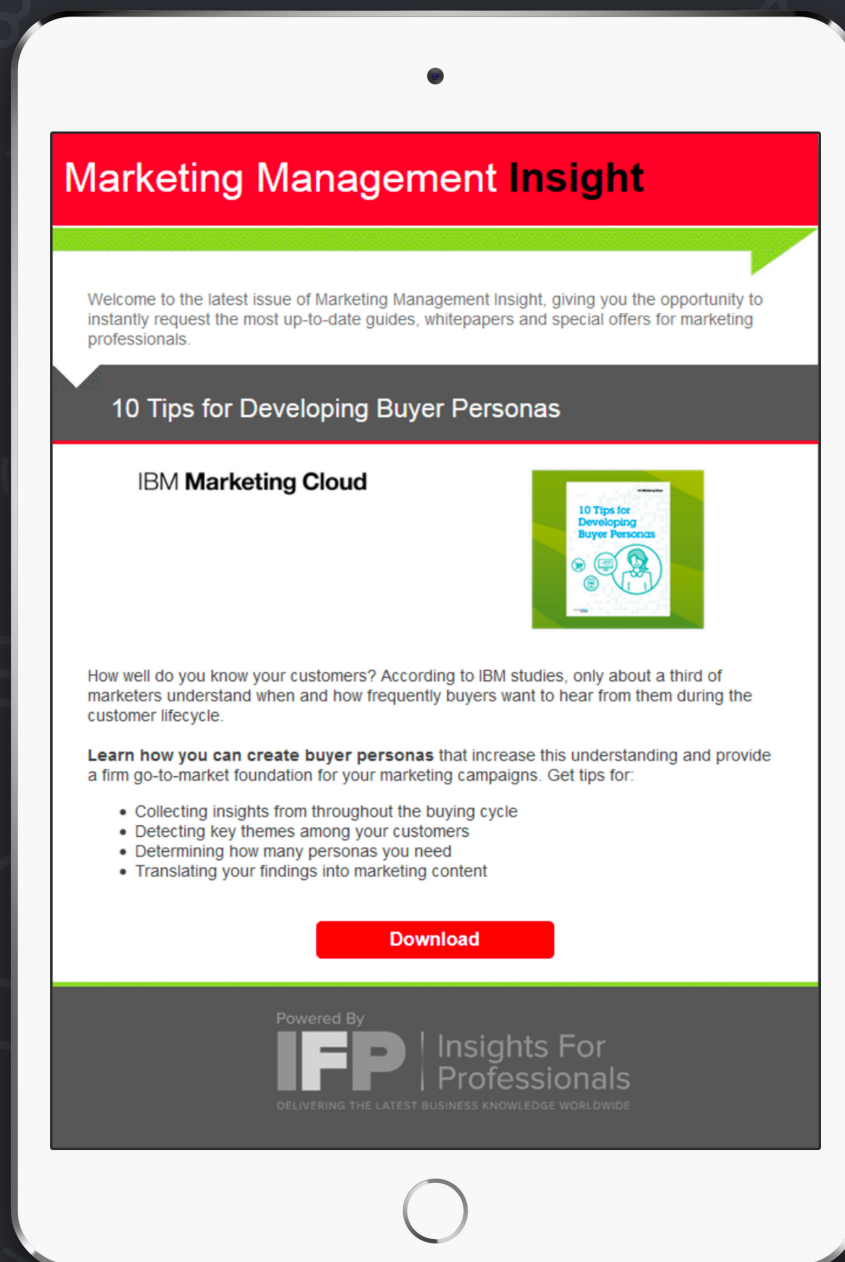 Marketing Management Insight
Welcome to the latest issue of Marketing Management Insight, giving you the opportunity to
instantly request the most up-to-date guides, whitepapers and special offers for marketing
professionals.
10 Tips for Developing Buyer Personas
IBM Marketing Cloud
10 Tips for
Developing
Buyer Personas
How well do you know your customers? According to IBM studies, only about a third of
marketers understand when and how frequently buyers want to hear from them during the
customer lifecycle.
Learn how you can create buyer personas that increase this understanding and provide
a firm go-to-market foundation for your marketing campaigns. Get tips for:
• Collecting insights from throughout the buying cycle
• Detecting key themes among your customers
• Determining how many personas you need
• Translating your findings into marketing content
Download
Powered By
IFP Insights For
Professionals
DELIVERING THE LATEST BUSINESS KNOWLEDGE WORLDWIDE